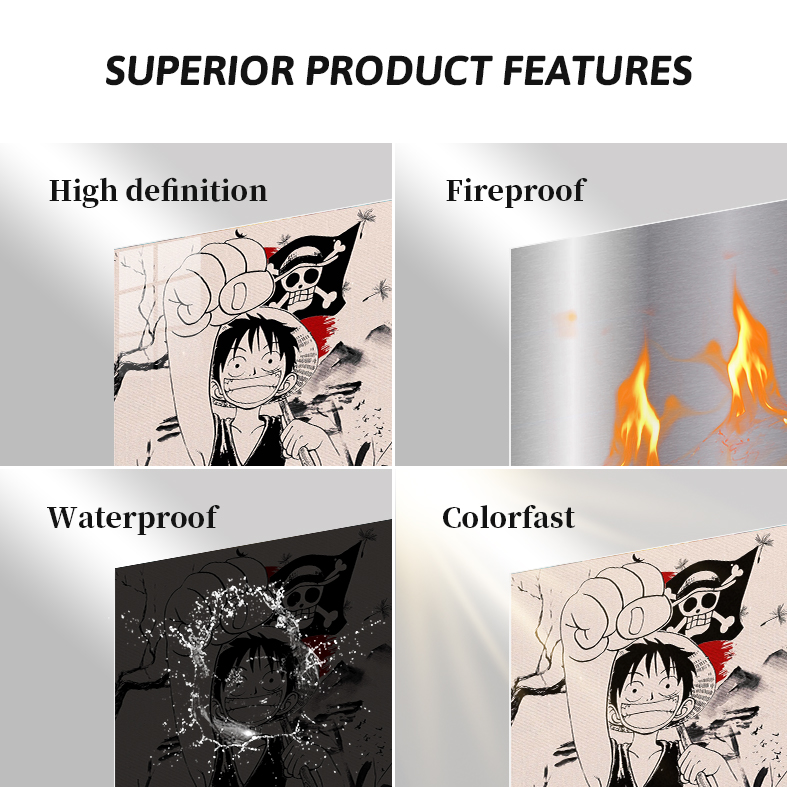 SUPERIOR PRODUCT FEATURES
High definition
Fireproof
Waterproof
Colorfast